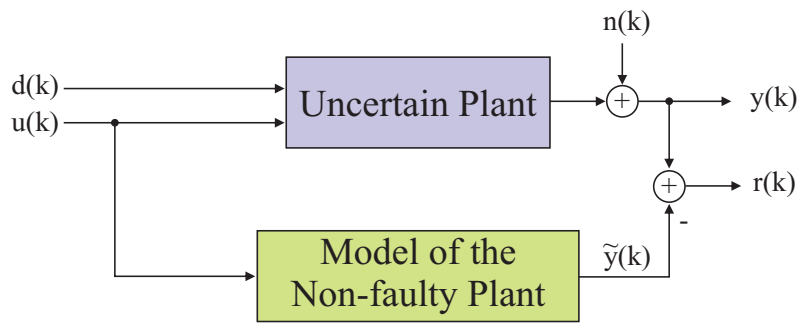 n(k)
d(k)
u(k)
Uncertain Plant
+
y(k)
+
r(k)
-
Model of the
Non-faulty Plant
ỹ(k)